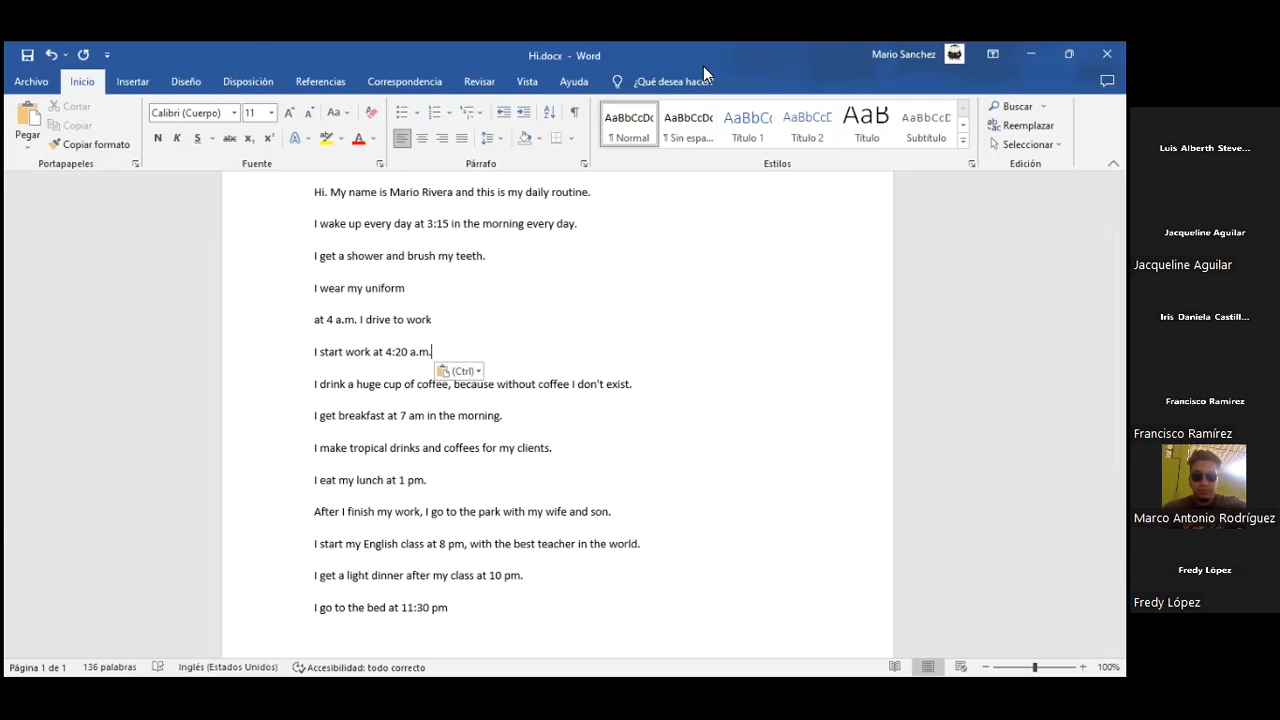 Hi.docx - Word
Mario Sanchez
Archivo Inicio Insertar Diseño Disposición Referencias Correspondencia Revisar Vista Ayuda ¿Qué desea hacer?
Pegar
Cortar
Copiar
Copiar formato
Portapapeles
Calibri (Cuerpo) 11
Fuente
Párrafo
AaBbCcDc AaBbCcDc AaBbCc AaBbCcD AaB AaBbCcD
¶ Normal ¶ Sin espa... Título 1 Título 2 Título Subtítulo
Estilos
Buscar
Reemplazar
Seleccionar
Edición
Hi. My name is Mario Rivera and this is my daily routine.
I wake up every day at 3:15 in the morning every day.
I get a shower and brush my teeth.
I wear my uniform
at 4 a.m. I drive to work
I start work at 4:20 a.m.
(Ctrl)
I drink a huge cup of coffee, because without coffee I don't exist.
I get breakfast at 7 am in the morning.
I make tropical drinks and coffees for my clients.
I eat my lunch at 1 pm.
After I finish my work, I go to the park with my wife and son.
I start my English class at 8 pm, with the best teacher in the world.
I get a light dinner after my class at 10 pm.
I go to the bed at 11:30 pm
Página 1 de 1 136 palabras Inglés (Estados Unidos) Accesibilidad: todo correcto 100%
Luis Alberth Steve...
Jacqueline Aguilar
Jacqueline Aguilar
Iris Daniela Castill...
Francisco Ramirez
Francisco Ramírez
Marco Antonio Rodríguez
Fredy López
Fredy López